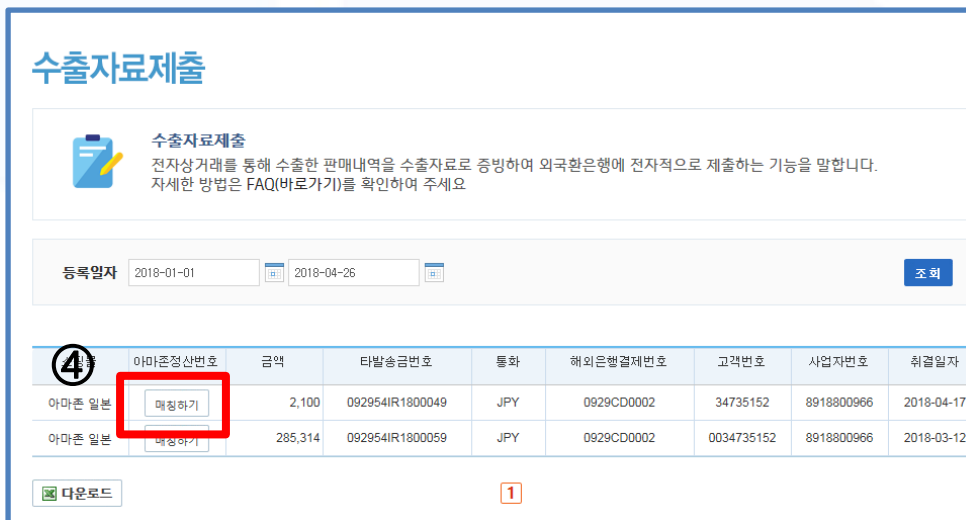 수출자료제출
수출자료제출
전자상거래를 통해 수출한 판매내역을 수출자료로 증빙하여 외국환은행에 전자적으로 제출하는 기능을 말합니다.
자세한 방법은 FAQ(바로가기)를 확인하여 주세요
등록일자 2018-01-01 2018-04-26 조회
④ 아마존정산번호 금액 타발송금번호 통화 해외은행결제번호 고객번호 사업자번호 취결일자
아마존 일본 매칭하기 2,100 092954IR1800049 JPY 0929CD0002 34735152 8918800966 2018-04-17
아마존 일본 매칭하기 285,314 092954IR1800059 JPY 0929CD0002 0034735152 8918800966 2018-03-12
다운로드 1